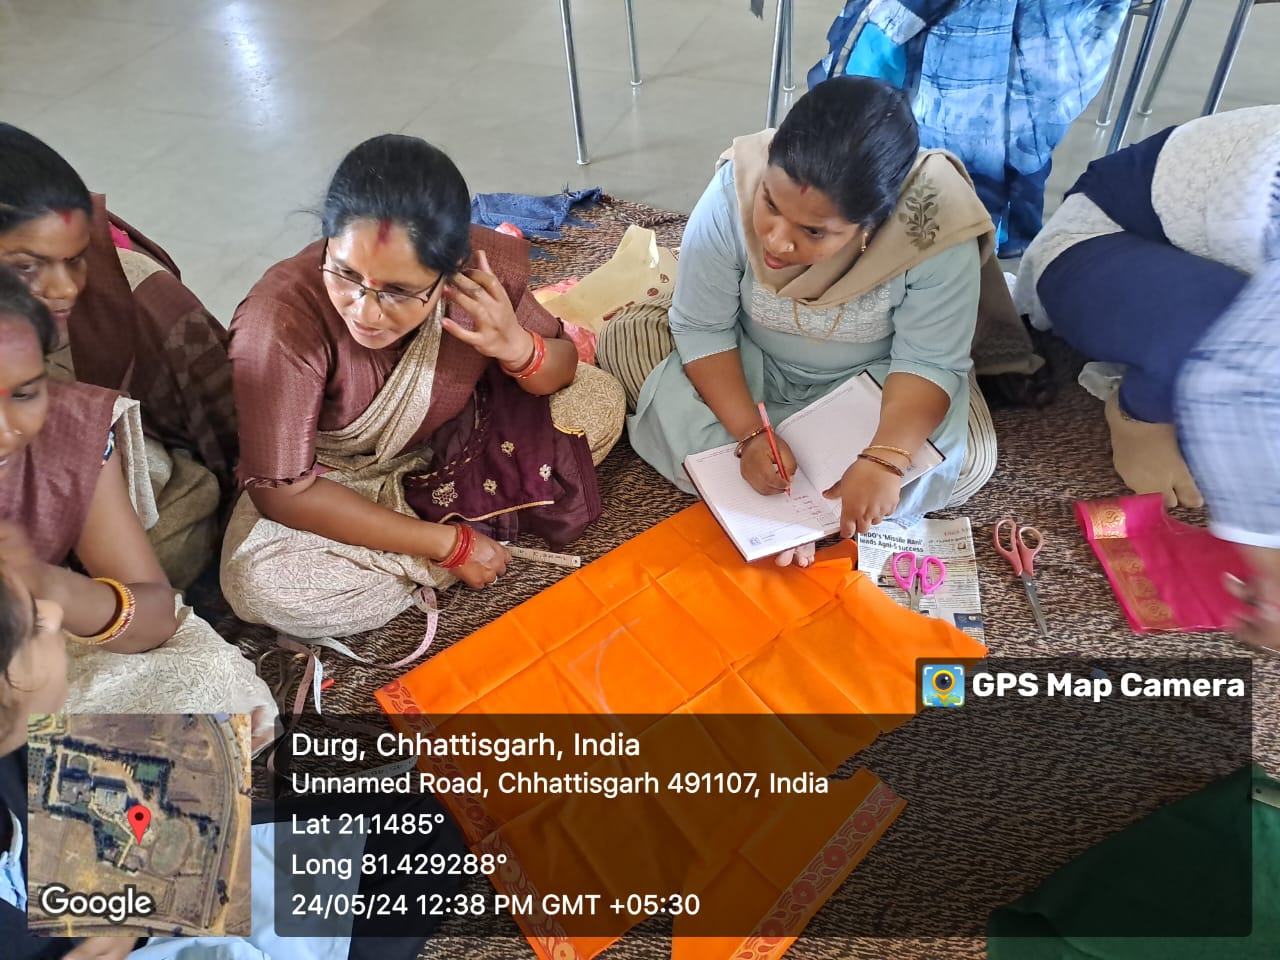 DRDO's 'Missile Rani'
leads Agni-5 success
GPS Map Camera
Durg, Chhattisgarh, India
Unnamed Road, Chhattisgarh 491107, India
Lat 21.1485°
Long 81.429288°
24/05/24 12:38 PM GMT +05:30
Google